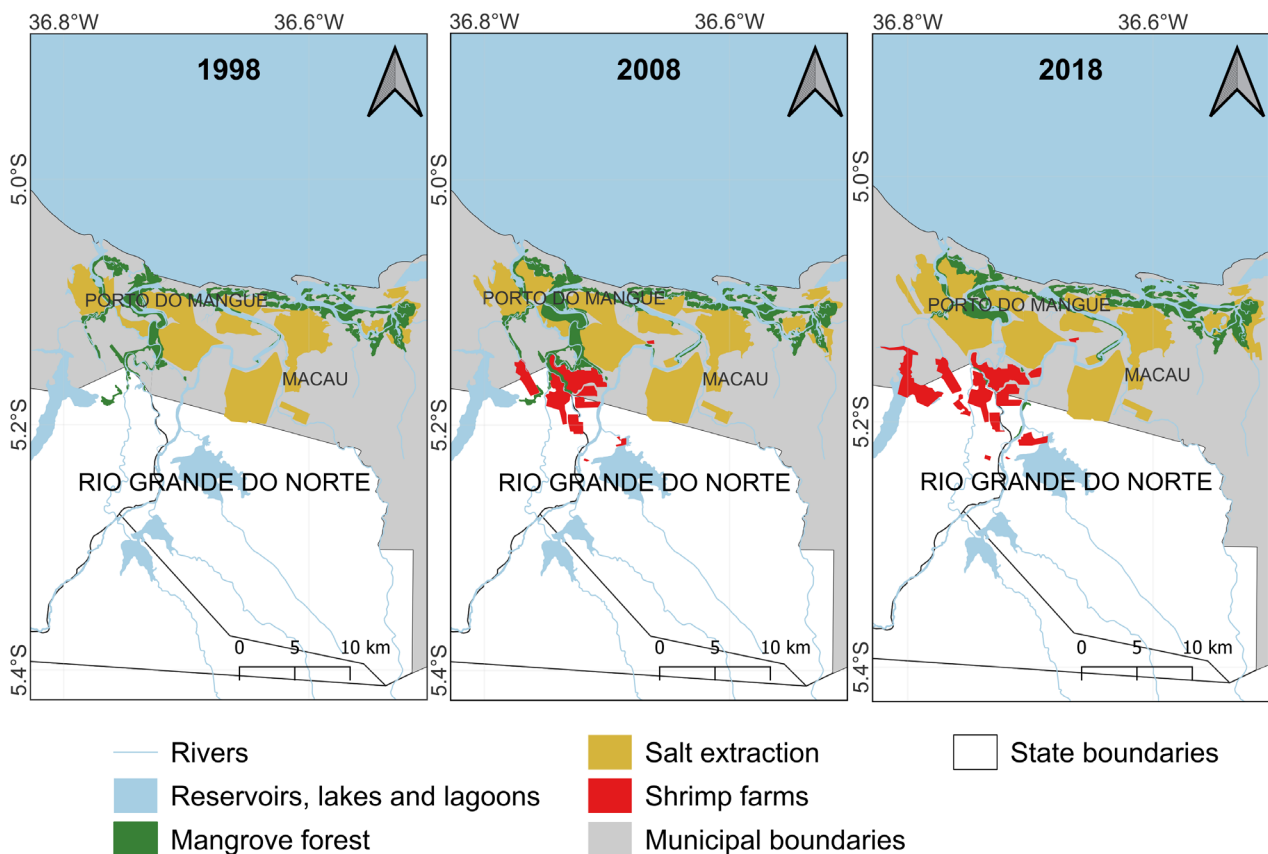 36.8°W 36.6°W 36.8°W 36.6°W 36.8°W 36.6°W
1998 2008 2018
5.0°S 5.0°S 5.0°S
PORTO DO MANGUE PORTO DO MANGUE PORTO DO MANGUE
MACAU MACAU MACAU
5.2°S 5.2°S 5.2°S
RIO GRANDE DO NORTE RIO GRANDE DO NORTE RIO GRANDE DO NORTE
0 5 10 km 0 5 10 km 0 5 10 km
5.4°S 5.4°S 5.4°S
Rivers Salt extraction State boundaries
Reservoirs, lakes and lagoons Shrimp farms
Mangrove forest Municipal boundaries